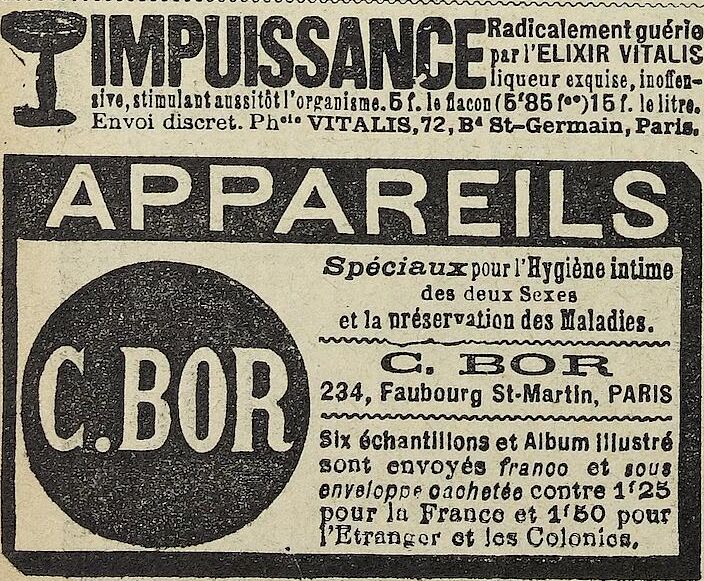 IMPUISSANCE Radicalement guérie
par l'ELIXIR VITALIS
liqueur exquise, inoffen-
sive, stimulant aussitôt l'organisme. 5 f. le flacon (5ᶠ85 fᶜᵒ) 15 f. le litre.
Envoi discret. Phᶜⁱᵉ VITALIS, 72, Bᵈ St-Germain, Paris.
APPAREILS
C. BOR
Spéciaux pour l'Hygiène intime
des deux Sexes
et la préservation des Maladies.
C. BOR
234, Faubourg St-Martin, PARIS
Six échantillons et Album illustré
sont envoyés franco et sous
enveloppe cachetée contre 1ᶠ25
pour la France et 1ᶠ50 pour
l'Etranger et les Colonies.